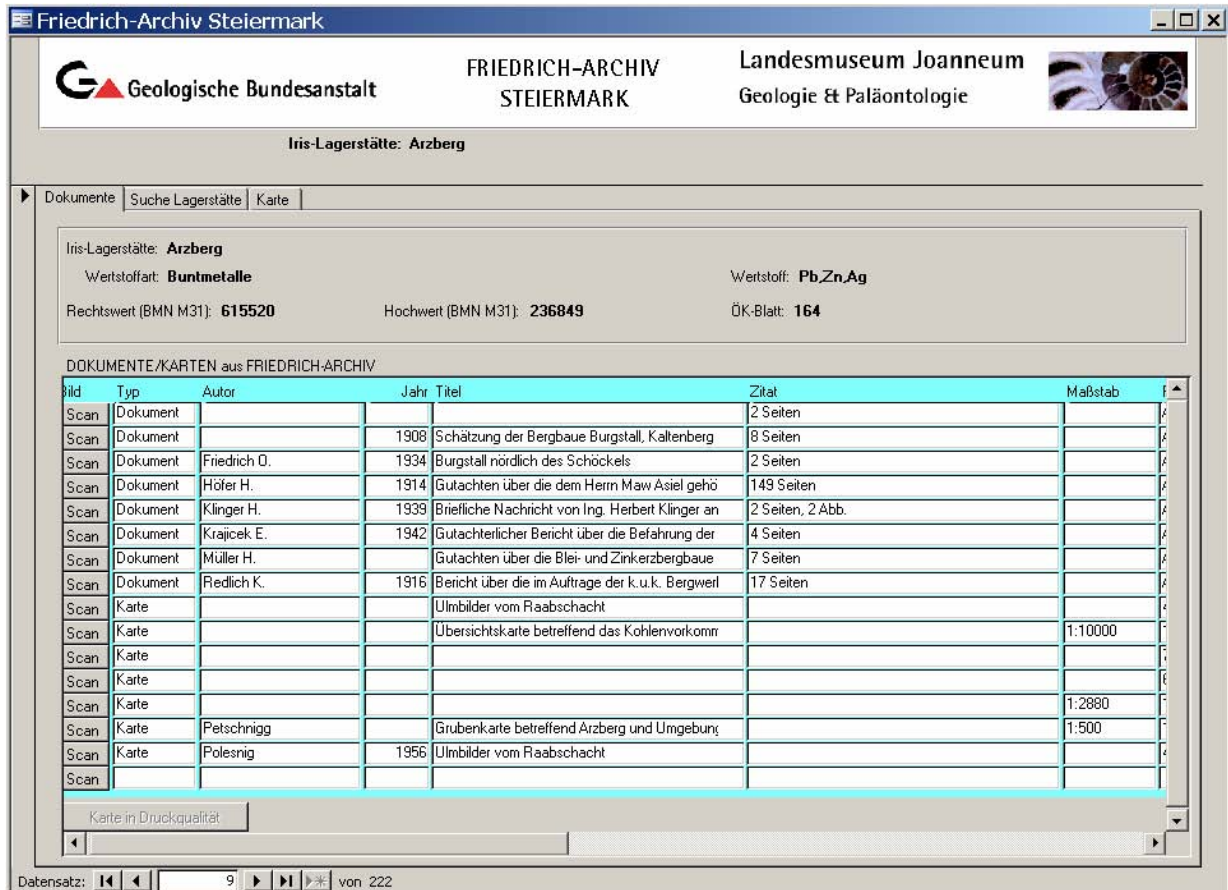 Friedrich-Archiv Steiermark
Geologische Bundesanstalt
FRIEDRICH-ARCHIV
STEIERMARK
Landesmuseum Joanneum
Geologie & Paläontologie
Iris-Lagerstätte: Arzberg
Dokumente Suche Lagerstätte Karte
Iris-Lagerstätte: Arzberg
Wertstoffart: Buntmetalle Wertstoff: Pb,Zn,Ag
Rechtswert (BMN M31): 615520 Hochwert (BMN M31): 236849 ÖK-Blatt: 164
DOKUMENTE/KARTEN aus FRIEDRICH-ARCHIV
Bild Typ Autor Jahr Titel Zitat Maßstab
Scan Dokument 2 Seiten
Scan Dokument 1908 Schätzung der Bergbaue Burgstall, Kaltenberg 8 Seiten
Scan Dokument Friedrich O. 1934 Burgstall nördlich des Schöckels 2 Seiten
Scan Dokument Höfer H. 1914 Gutachten über die dem Herrn Maw Asiel gehö 149 Seiten
Scan Dokument Klinger H. 1939 Briefliche Nachricht von Ing. Herbert Klinger an 2 Seiten, 2 Abb.
Scan Dokument Krajicek E. 1942 Gutachterlicher Bericht über die Befahrung der 4 Seiten
Scan Dokument Müller H. Gutachten über die Blei- und Zinkerzbergbaue 7 Seiten
Scan Dokument Redlich K. 1916 Bericht über die im Auftrage der k.u.k. Bergwerl 17 Seiten
Scan Karte Ulmbilder vom Raabschacht
Scan Karte Übersichtskarte betreffend das Kohlenvorkomm 1:10000
Scan Karte
Scan Karte
Scan Karte 1:2880
Scan Karte Petschnigg Grubenkarte betreffend Arzberg und Umgebung 1:500
Scan Karte Polesnig 1956 Ulmbilder vom Raabschacht
Scan
Karte in Druckqualität
Datensatz: 9 von 222